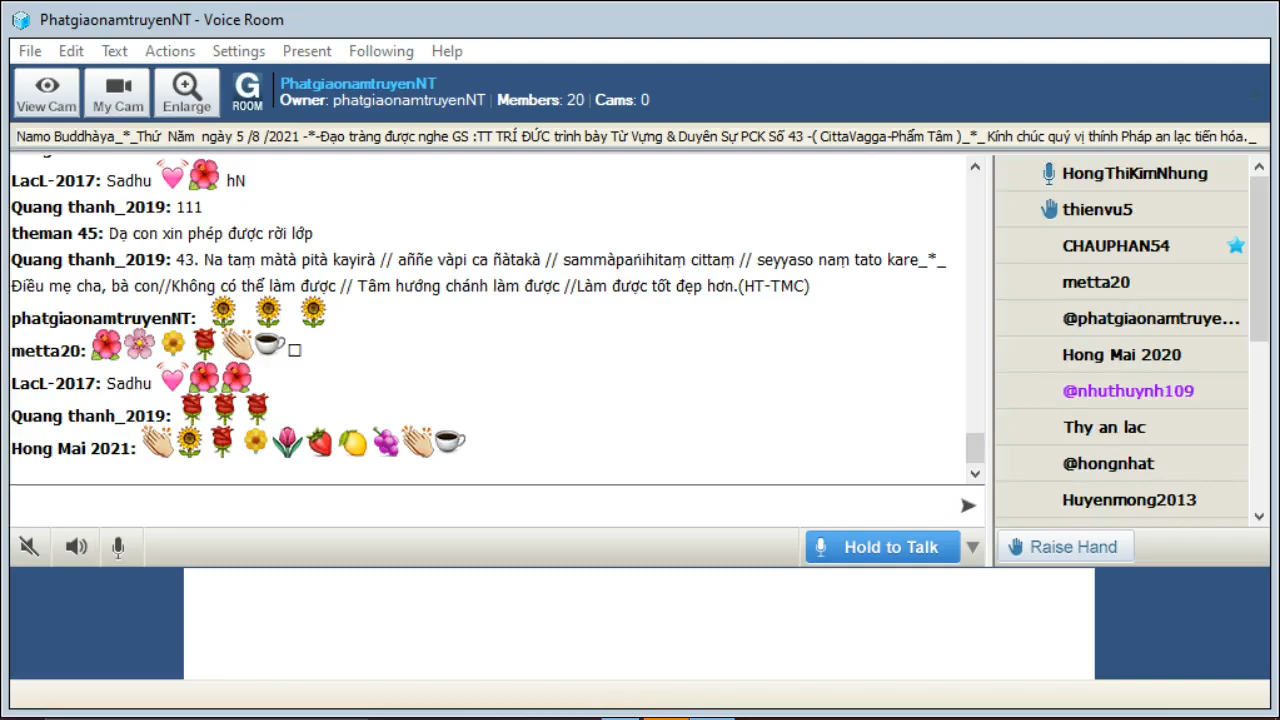 PhatgiaonamtruyenNT - Voice Room
File Edit Text Actions Settings Present Following Help
View Cam My Cam Enlarge G ROOM
PhatgiaonamtruyenNT
Owner: phatgiaonamtruyenNT | Members: 20 | Cams: 0
Namo Buddhàya_*_Thứ Năm ngày 5 /8 /2021 -*-Đạo tràng được nghe GS :TT TRÍ ĐỨC trình bày Từ Vựng & Duyên Sự PCK Số 43 -( CittaVagga-Phẩm Tâm )_*_ Kính chúc quý vị thính Pháp an lạc tiến hóa._
LacL-2017: Sadhu hN
Quang thanh_2019: 111
theman 45: Dạ con xin phép được rời lớp
Quang thanh_2019: 43. Na taṃ màtà pità kayirà // aññe vàpi ca ñàtakà // sammàpaṅihitaṃ cittaṃ // seyyaso naṃ tato kare_*_
Điều mẹ cha, bà con//Không có thể làm được // Tâm hướng chánh làm được //Làm được tốt đẹp hơn.(HT-TMC)
phatgiaonamtruyenNT:
metta20:
LacL-2017: Sadhu
Quang thanh_2019:
Hong Mai 2021:
HongThiKimNhung
thienvu5
CHAUPHAN54
metta20
@phatgiaonamtruye...
Hong Mai 2020
@nhuthuynh109
Thy an lac
@hongnhat
Huyenmong2013
Hold to Talk
Raise Hand